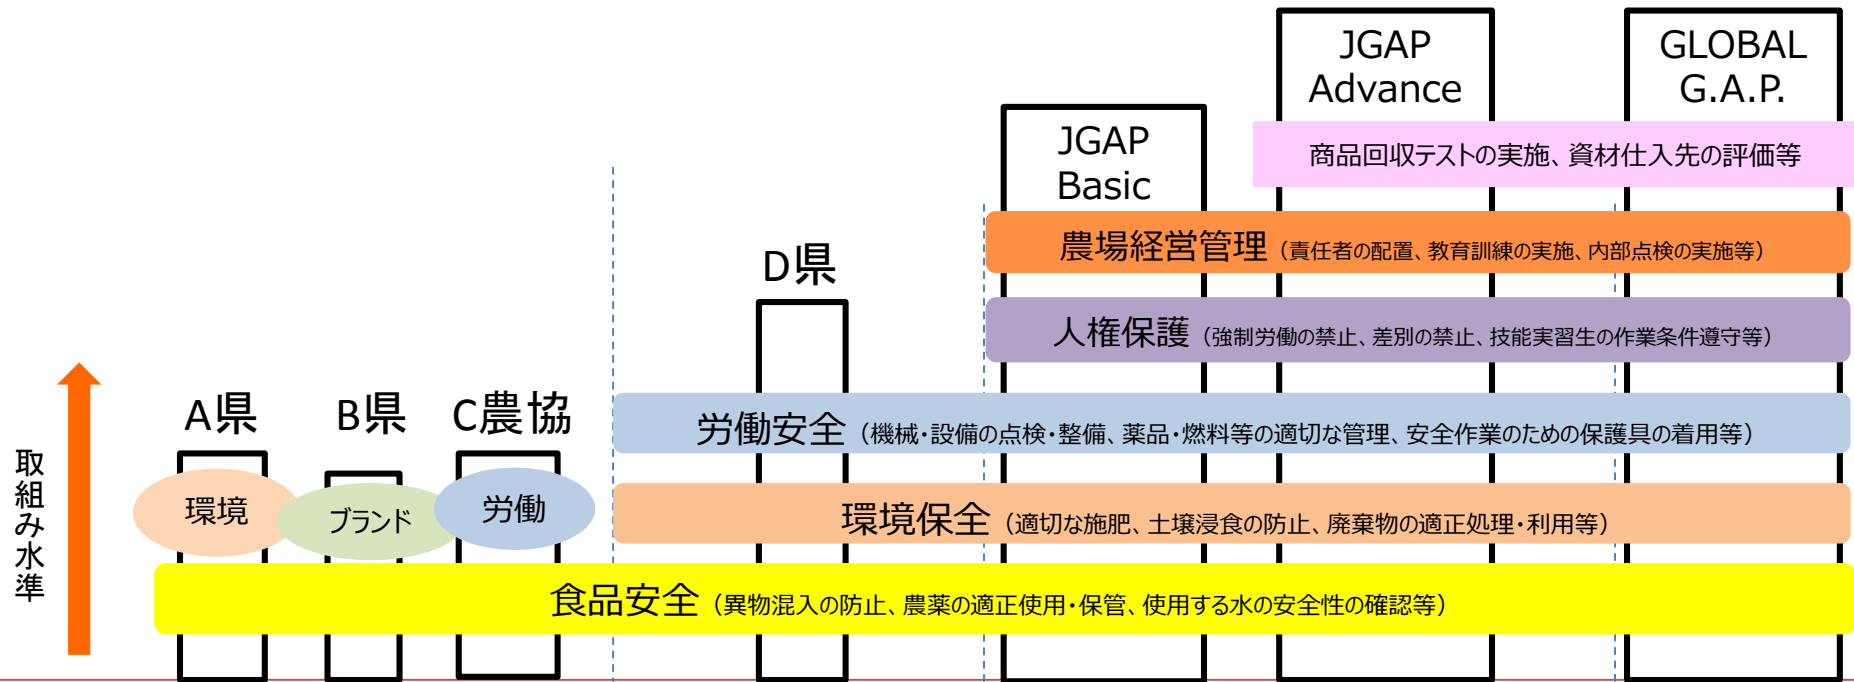 JGAP
Advance
GLOBAL
G.A.P.
JGAP
Basic
商品回収テストの実施、資材仕入先の評価等
農場経営管理（責任者の配置、教育訓練の実施、内部点検の実施等）
D県
人権保護（強制労働の禁止、差別の禁止、技能実習生の作業条件遵守等）
A県
B県
C農協
労働安全（機械・設備の点検・整備、薬品・燃料等の適切な管理、安全作業のための保護具の着用等）
取組み水準
環境
ブランド
労働
環境保全（適切な施肥、土壌浸食の防止、廃棄物の適正処理・利用等）
食品安全（異物混入の防止、農薬の適正使用・保管、使用する水の安全性の確認等）